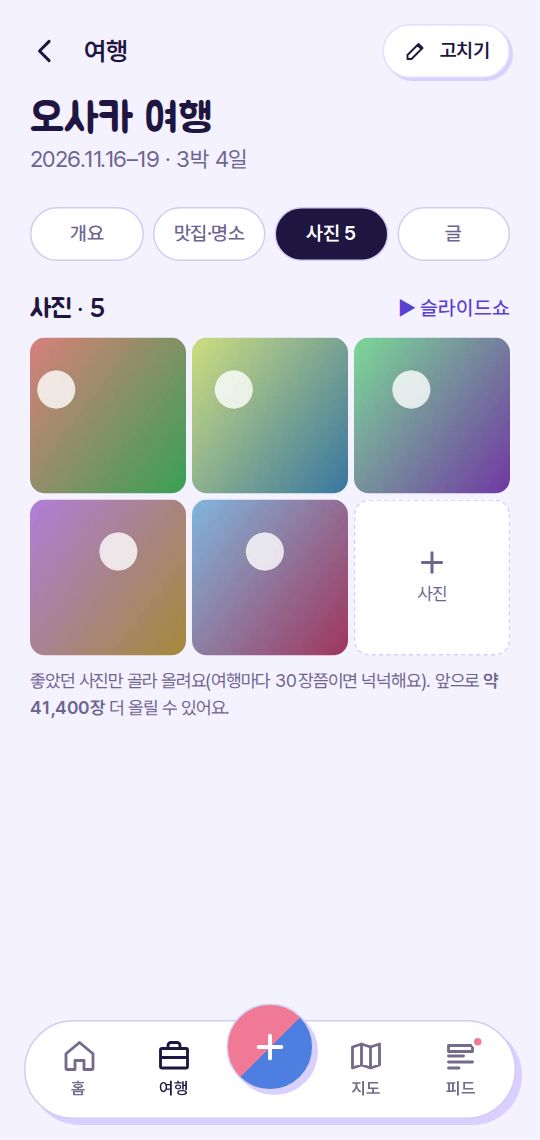 여행
고치기
오사카 여행
2026.11.16–19 · 3박 4일
개요
맛집·명소
사진 5
글
사진 · 5
▶ 슬라이드쇼
사진
좋았던 사진만 골라 올려요(여행마다 30장쯤이면 넉넉해요). 앞으로 약
41,400장 더 올릴 수 있어요.
홈
여행
지도
피드